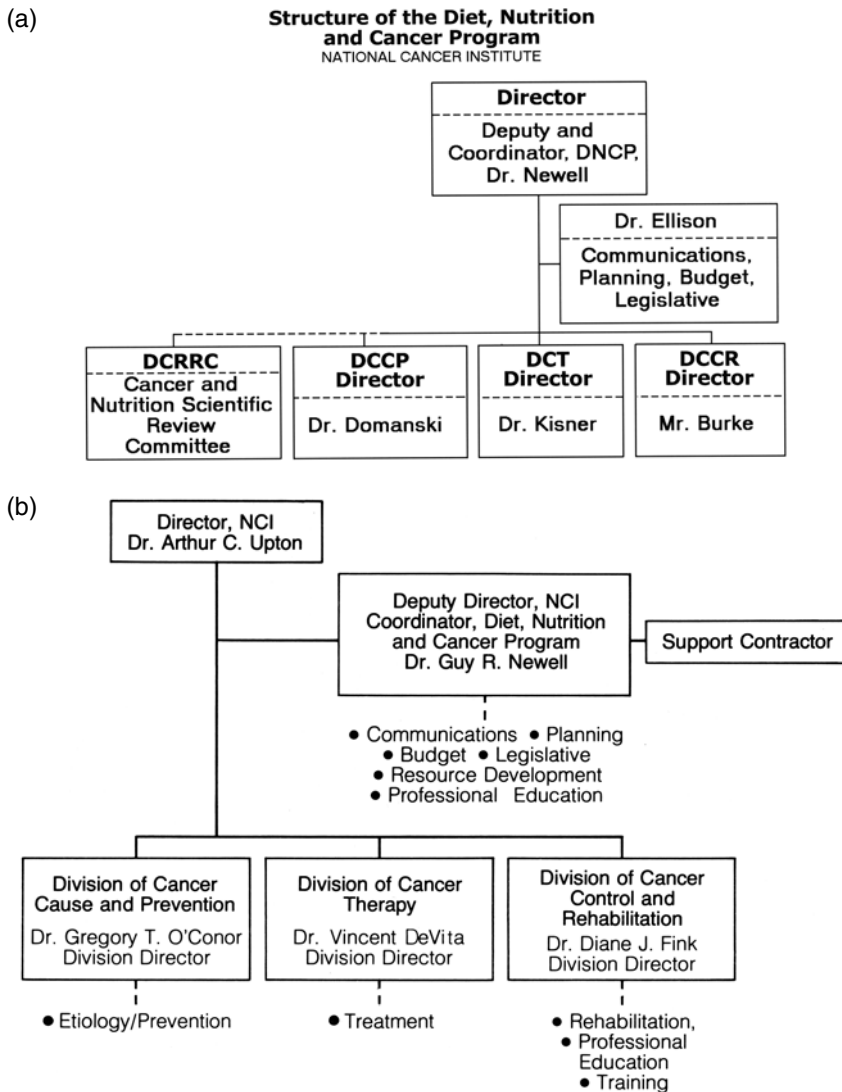 (a)
Structure of the Diet, Nutrition
and Cancer Program
NATIONAL CANCER INSTITUTE
Director
Deputy and
Coordinator, DNCP,
Dr. Newell
Dr. Ellison
Communications,
Planning, Budget,
Legislative
DCRRC
Cancer and
Nutrition Scientific
Review
Committee
DCCP
Director
Dr. Domanski
DCT
Director
Dr. Kisner
DCCR
Director
Mr. Burke
(b)
Director, NCI
Dr. Arthur C. Upton
Deputy Director, NCI
Coordinator, Diet, Nutrition
and Cancer Program
Dr. Guy R. Newell
Support Contractor
● Communications ● Planning
● Budget ● Legislative
● Resource Development
● Professional Education
Division of Cancer
Cause and Prevention
Dr. Gregory T. O'Conor
Division Director
● Etiology/Prevention
Division of Cancer
Therapy
Dr. Vincent DeVita
Division Director
● Treatment
Division of Cancer
Control and
Rehabilitation
Dr. Diane J. Fink
Division Director
● Rehabilitation,
● Professional
Education
● Training